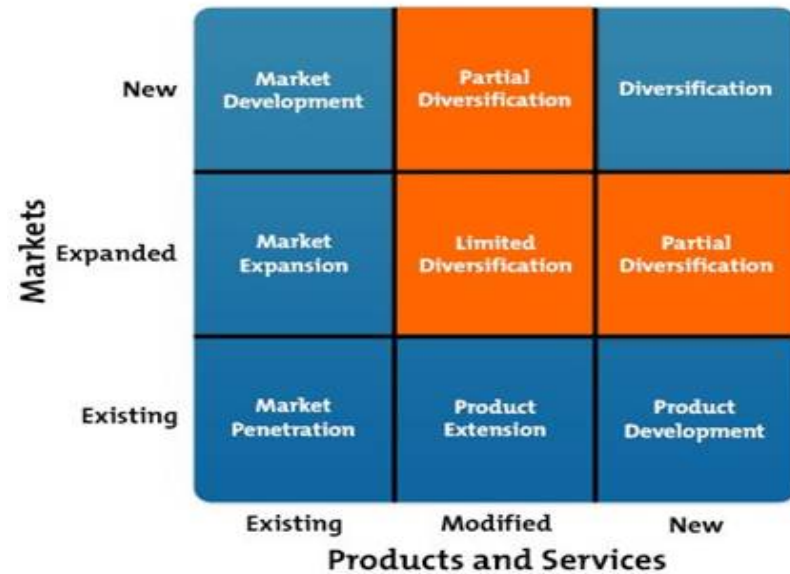 New
Market
Development
Partial
Diversification
Diversification
Markets
Expanded
Market
Expansion
Limited
Diversification
Partial
Diversification
Existing
Market
Penetration
Product
Extension
Product
Development
Existing
Modified
New
Products and Services